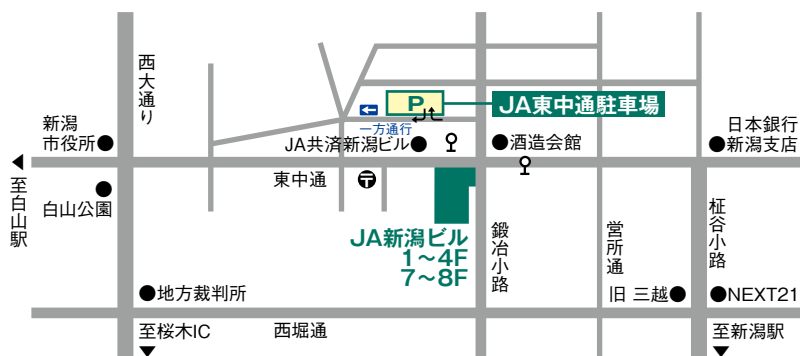 西大通り
新潟
市役所
一方通行
P
JA東中通駐車場
JA共済新潟ビル
酒造会館
日本銀行
新潟支店
至白山駅
白山公園
東中通
〒
JA新潟ビル
1〜4F
7〜8F
鍛冶小路
営所通
柾谷小路
地方裁判所
旧 三越
NEXT21
至桜木IC
西堀通
至新潟駅